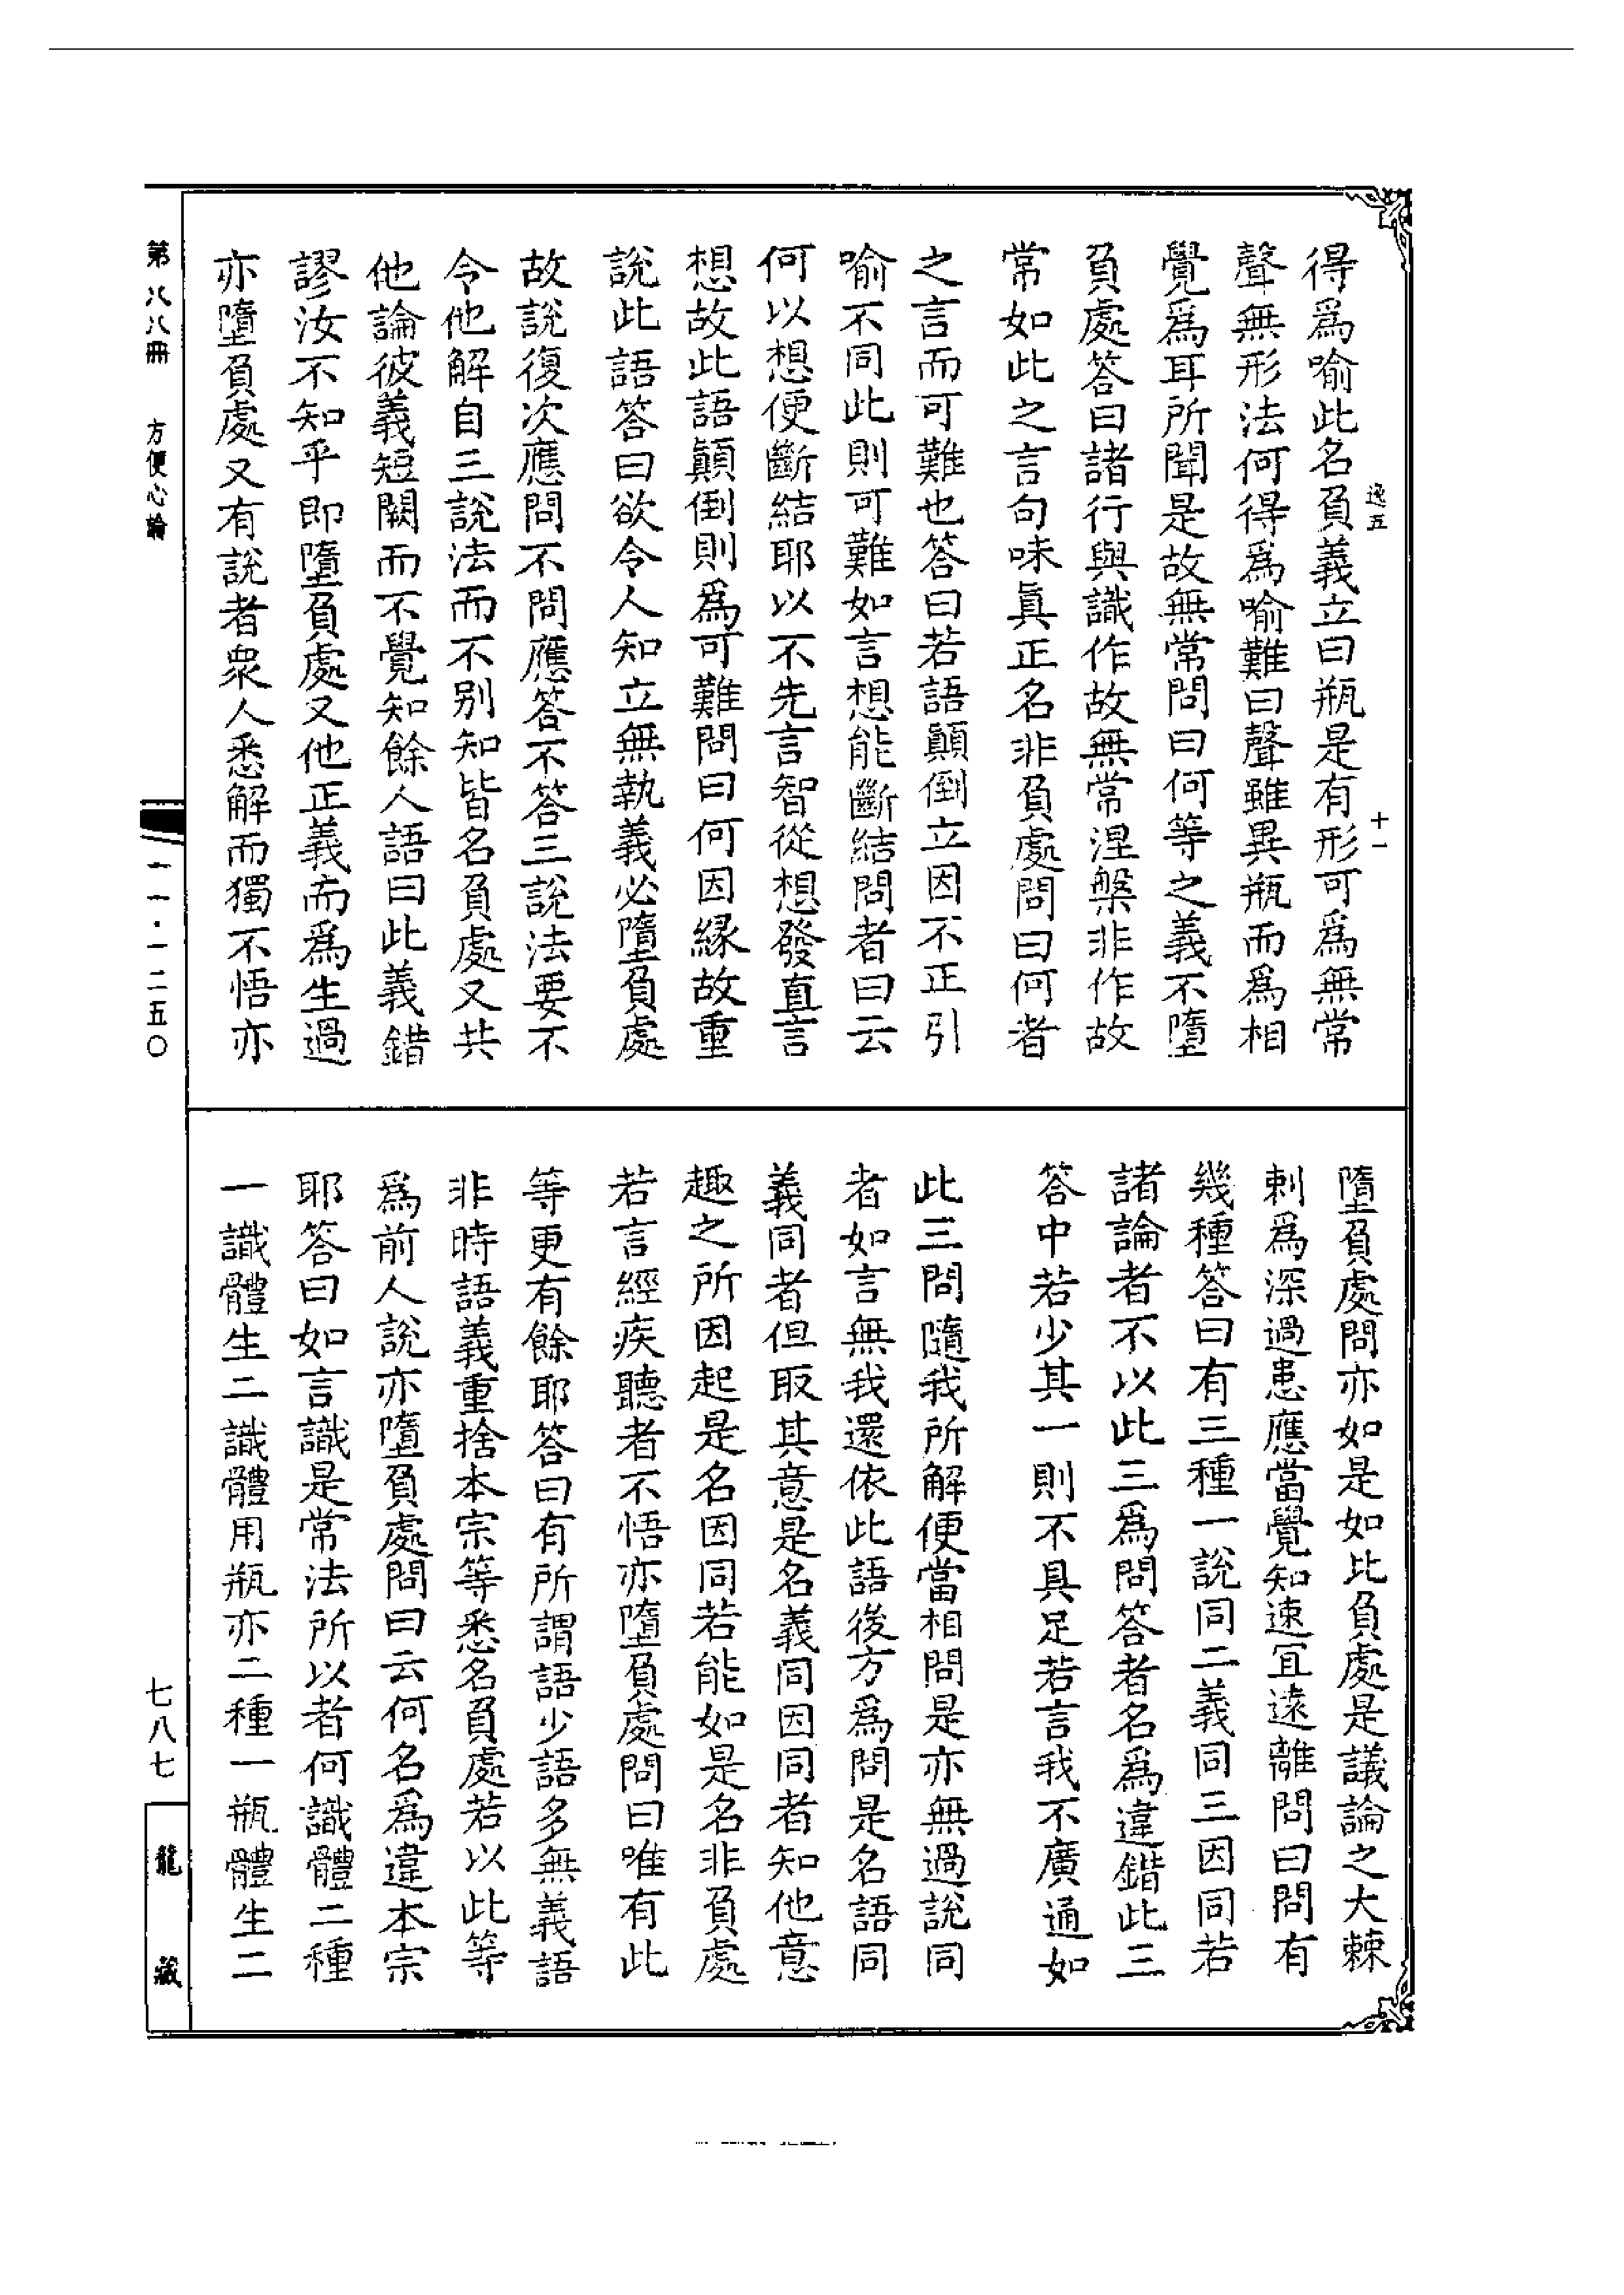 得為喻此名負義立曰瓶是有形可為無常
聲無形法何得為喻難曰聲雖異瓶而為相
覺為耳所聞是故無常問曰何等之義不墮
負處答曰諸行與識作故無常涅槃非作故
常如此之言句味真正名非負處問曰何者
之言而可難也答曰若語顛倒立因不正引
喻不同此則可難如言想能斷結問者曰云
何以想便斷結耶以不先言智從想發直言
想故此語顛倒則為可難問曰何因緣故重
說此語答曰欲令人知立無執義必墮負處
故說復次應問不問應答不答三說法要不
令他解自三說法而不別知皆名負處又共
他論彼義短闕而不覺知餘人語曰此義錯
謬汝不知乎即墮負處又他正義而為生過
亦墮負處又有說者眾人悉解而獨不悟亦
逸五
十一
墮負處問亦如是如此負處是議論之大棘
刺為深過患應當覺知速宜遠離問曰問有
幾種答曰有三種一說同二義同三因同若
諸論者不以此三為問答者名為違錯此三
答中若少其一則不具足若言我不廣通如
此三問隨我所解便當相問是亦無過說同
者如言無我還依此語後方為問是名語同
義同者但取其意是名義同因同者知他意
趣之所因起是名因同若能如是名非負處
若言經疾聽者不悟亦墮負處問曰唯有此
等更有餘耶答曰有所謂語少語多無義語
非時語義重捨本宗等悉名負處若以此等
為前人說亦墮負處問曰云何名為違本宗
耶答曰如言識是常法所以者何識體二種
一識體生二識體用瓶亦二種一瓶體生二
第八八冊
方便心論
一一·一二五〇
七八七
龍藏